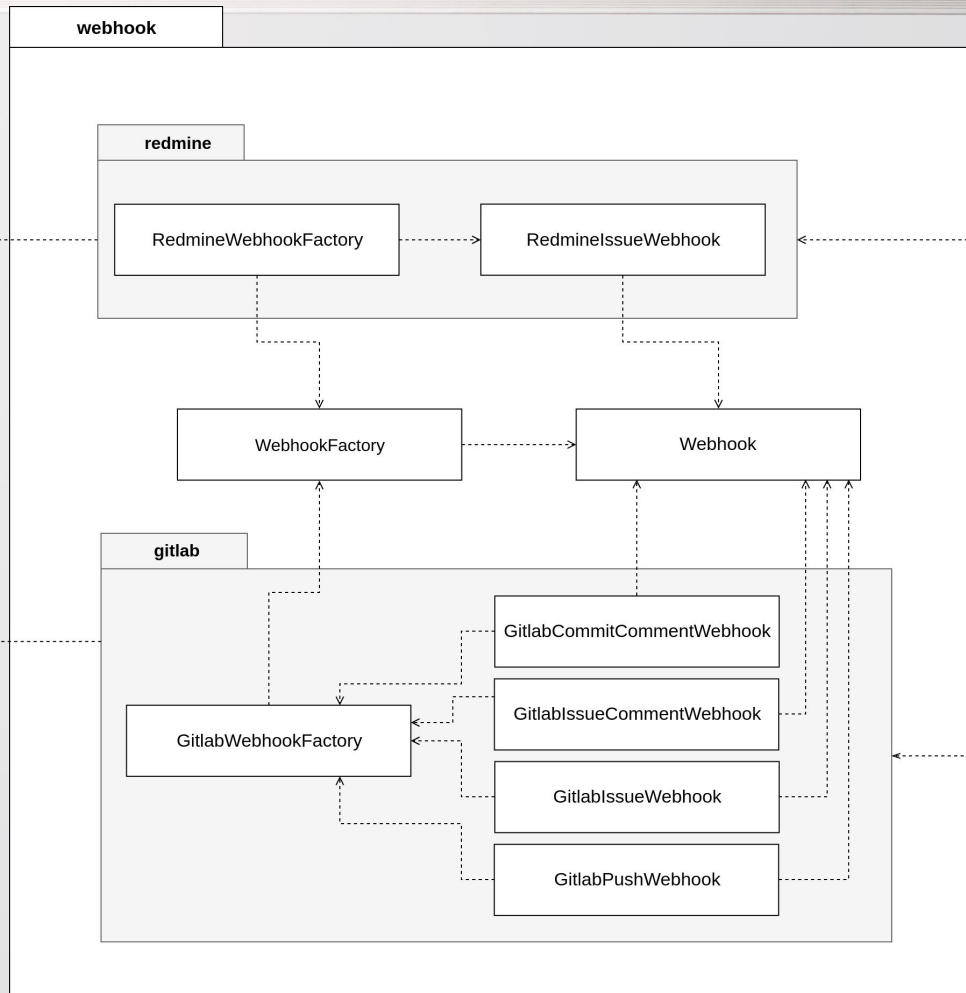 webhook
redmine
RedmineWebhookFactory
RedmineIssueWebhook
WebhookFactory
Webhook
gitlab
GitlabCommitCommentWebhook
GitlabIssueCommentWebhook
GitlabWebhookFactory
GitlabIssueWebhook
GitlabPushWebhook